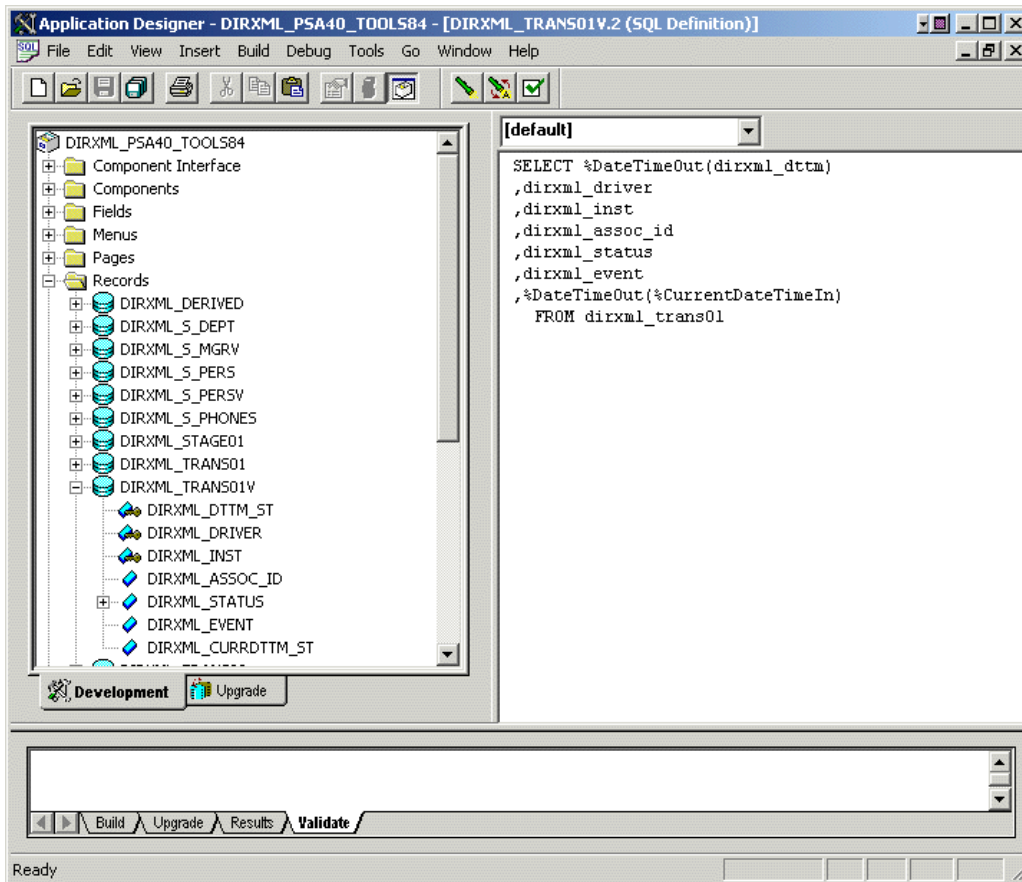 Application Designer - DIRXML_PSA40_TOOLS84 - [DIRXML_TRANS01V.2 (SQL Definition)]
SQL File Edit View Insert Build Debug Tools Go Window Help
DIRXML_PSA40_TOOLS84
Component Interface
Components
Fields
Menus
Pages
Records
DIRXML_DERIVED
DIRXML_S_DEPT
DIRXML_S_MGRV
DIRXML_S_PERS
DIRXML_S_PERSV
DIRXML_S_PHONES
DIRXML_STAGE01
DIRXML_TRANS01
DIRXML_TRANS01V
DIRXML_DTTM_ST
DIRXML_DRIVER
DIRXML_INST
DIRXML_ASSOC_ID
DIRXML_STATUS
DIRXML_EVENT
DIRXML_CURRDTTM_ST
Development Upgrade
[default]
SELECT %DateTimeOut(dirxml_dttm)
,dirxml_driver
,dirxml_inst
,dirxml_assoc_id
,dirxml_status
,dirxml_event
,%DateTimeOut(%CurrentDateTimeIn)
FROM dirxml_trans01
Build Upgrade Results Validate
Ready